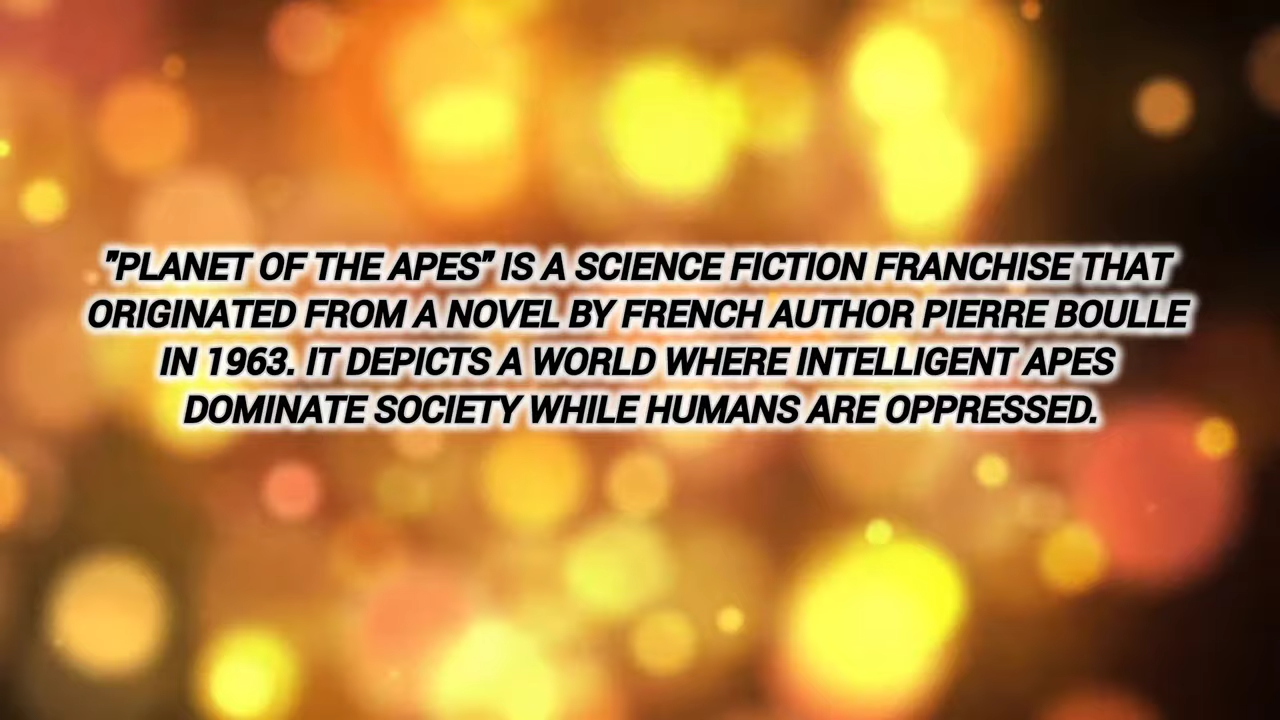 "PLANET OF THE APES" IS A SCIENCE FICTION FRANCHISE THAT
ORIGINATED FROM A NOVEL BY FRENCH AUTHOR PIERRE BOULLE
IN 1963. IT DEPICTS A WORLD WHERE INTELLIGENT APES
DOMINATE SOCIETY WHILE HUMANS ARE OPPRESSED.